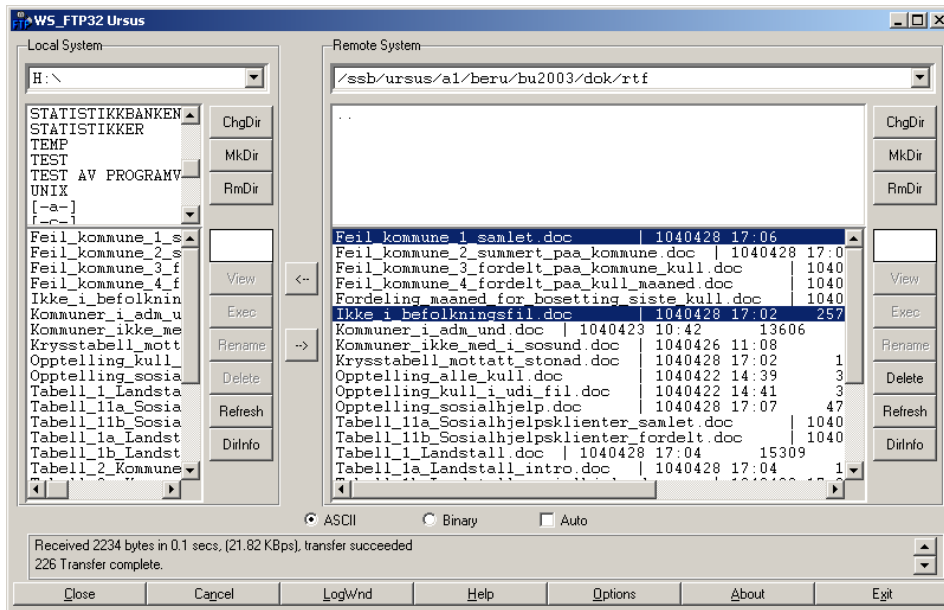 WS_FTP32 Ursus
Local System
H:\
STATISTIKKBANKEN
STATISTIKKER
TEMP
TEST
TEST AV PROGRAMV
UNIX
[-a-]
[-c-]
ChgDir
MkDir
RmDir
Feil_kommune_1_s
Feil_kommune_2_s
Feil_kommune_3_f
Feil_kommune_4_f
Ikke_i_befolknin
Kommuner_i_adm_u
Kommuner_ikke_me
Krysstabell_mott
Opptelling_kull_
Opptelling_sosia
Tabell_1_Landsta
Tabell_11a_Sosia
Tabell_11b_Sosia
Tabell_1a_Landst
Tabell_1b_Landst
Tabell_2_Kommune
View
Exec
Rename
Delete
Refresh
DirInfo
<--
-->
Remote System
/ssb/ursus/a1/beru/bu2003/dok/rtf
..
ChgDir
MkDir
RmDir
Feil_kommune_1_samlet.doc | 1040428 17:06
Feil_kommune_2_summert_paa_kommune.doc | 1040428 17:0
Feil_kommune_3_fordelt_paa_kommune_kull.doc | 1040
Feil_kommune_4_fordelt_paa_kull_maaned.doc | 1040
Fordeling_maaned_for_bosetting_siste_kull.doc | 1040
Ikke_i_befolkningsfil.doc | 1040428 17:02 257
Kommuner_i_adm_und.doc | 1040423 10:42 13606
Kommuner_ikke_med_i_sosund.doc | 1040426 11:08
Krysstabell_mottatt_stonad.doc | 1040428 17:02 1
Opptelling_alle_kull.doc | 1040422 14:39 3
Opptelling_kull_i_udi_fil.doc | 1040422 14:41 3
Opptelling_sosialhjelp.doc | 1040428 17:07 47
Tabell_11a_Sosialhjelpsklienter_samlet.doc | 1040
Tabell_11b_Sosialhjelpsklienter_fordelt.doc | 1040
Tabell_1_Landstall.doc | 1040428 17:04 15309
Tabell_1a_Landstall_intro.doc | 1040428 17:04 1
View
Exec
Rename
Delete
Refresh
DirInfo
ASCII
Binary
Auto
Received 2234 bytes in 0.1 secs, (21.82 KBps), transfer succeeded
226 Transfer complete.
Close
Cancel
LogWnd
Help
Options
About
Exit